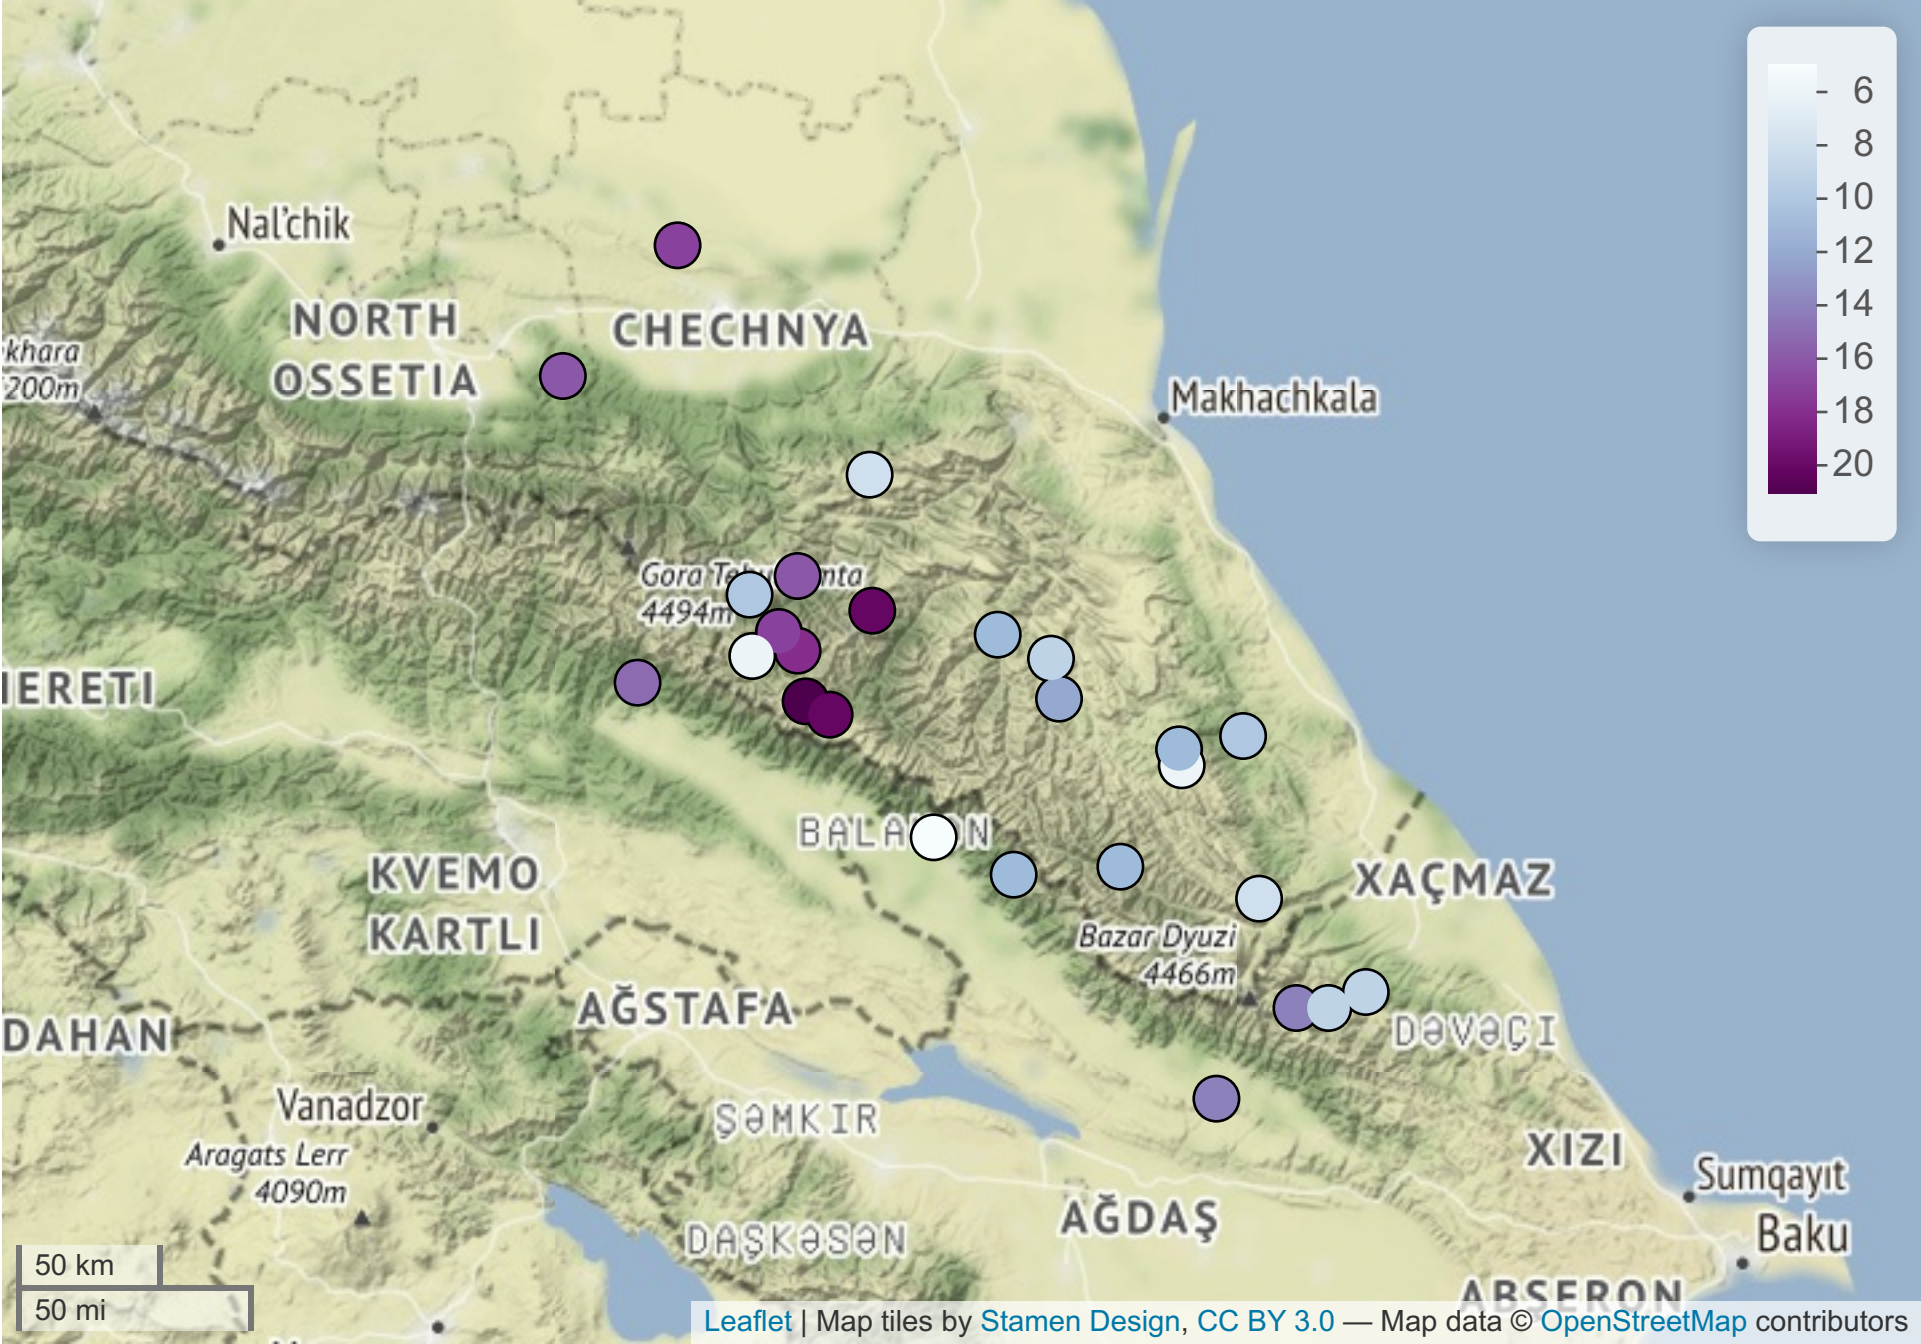 Nal'chik
NORTH
OSSETIA
CHECHNYA
khara
200m
Makhachkala
6
8
10
12
14
16
18
20
Gora
4494m
IERETI
BALA
KVEMO
KARTLI
XAÇMAZ
Bazar Dyuzi
4466m
AĞSTAFA
DAHAN
DƏVƏÇI
Vanadzor
ŞƏMKIR
Aragats Lerr
4090m
XIZI
Sumqayıt
Baku
AĞDAŞ
DAŞKƏSƏN
ABSERON
50 km
50 mi
Leaflet | Map tiles by Stamen Design, CC BY 3.0 — Map data © OpenStreetMap contributors